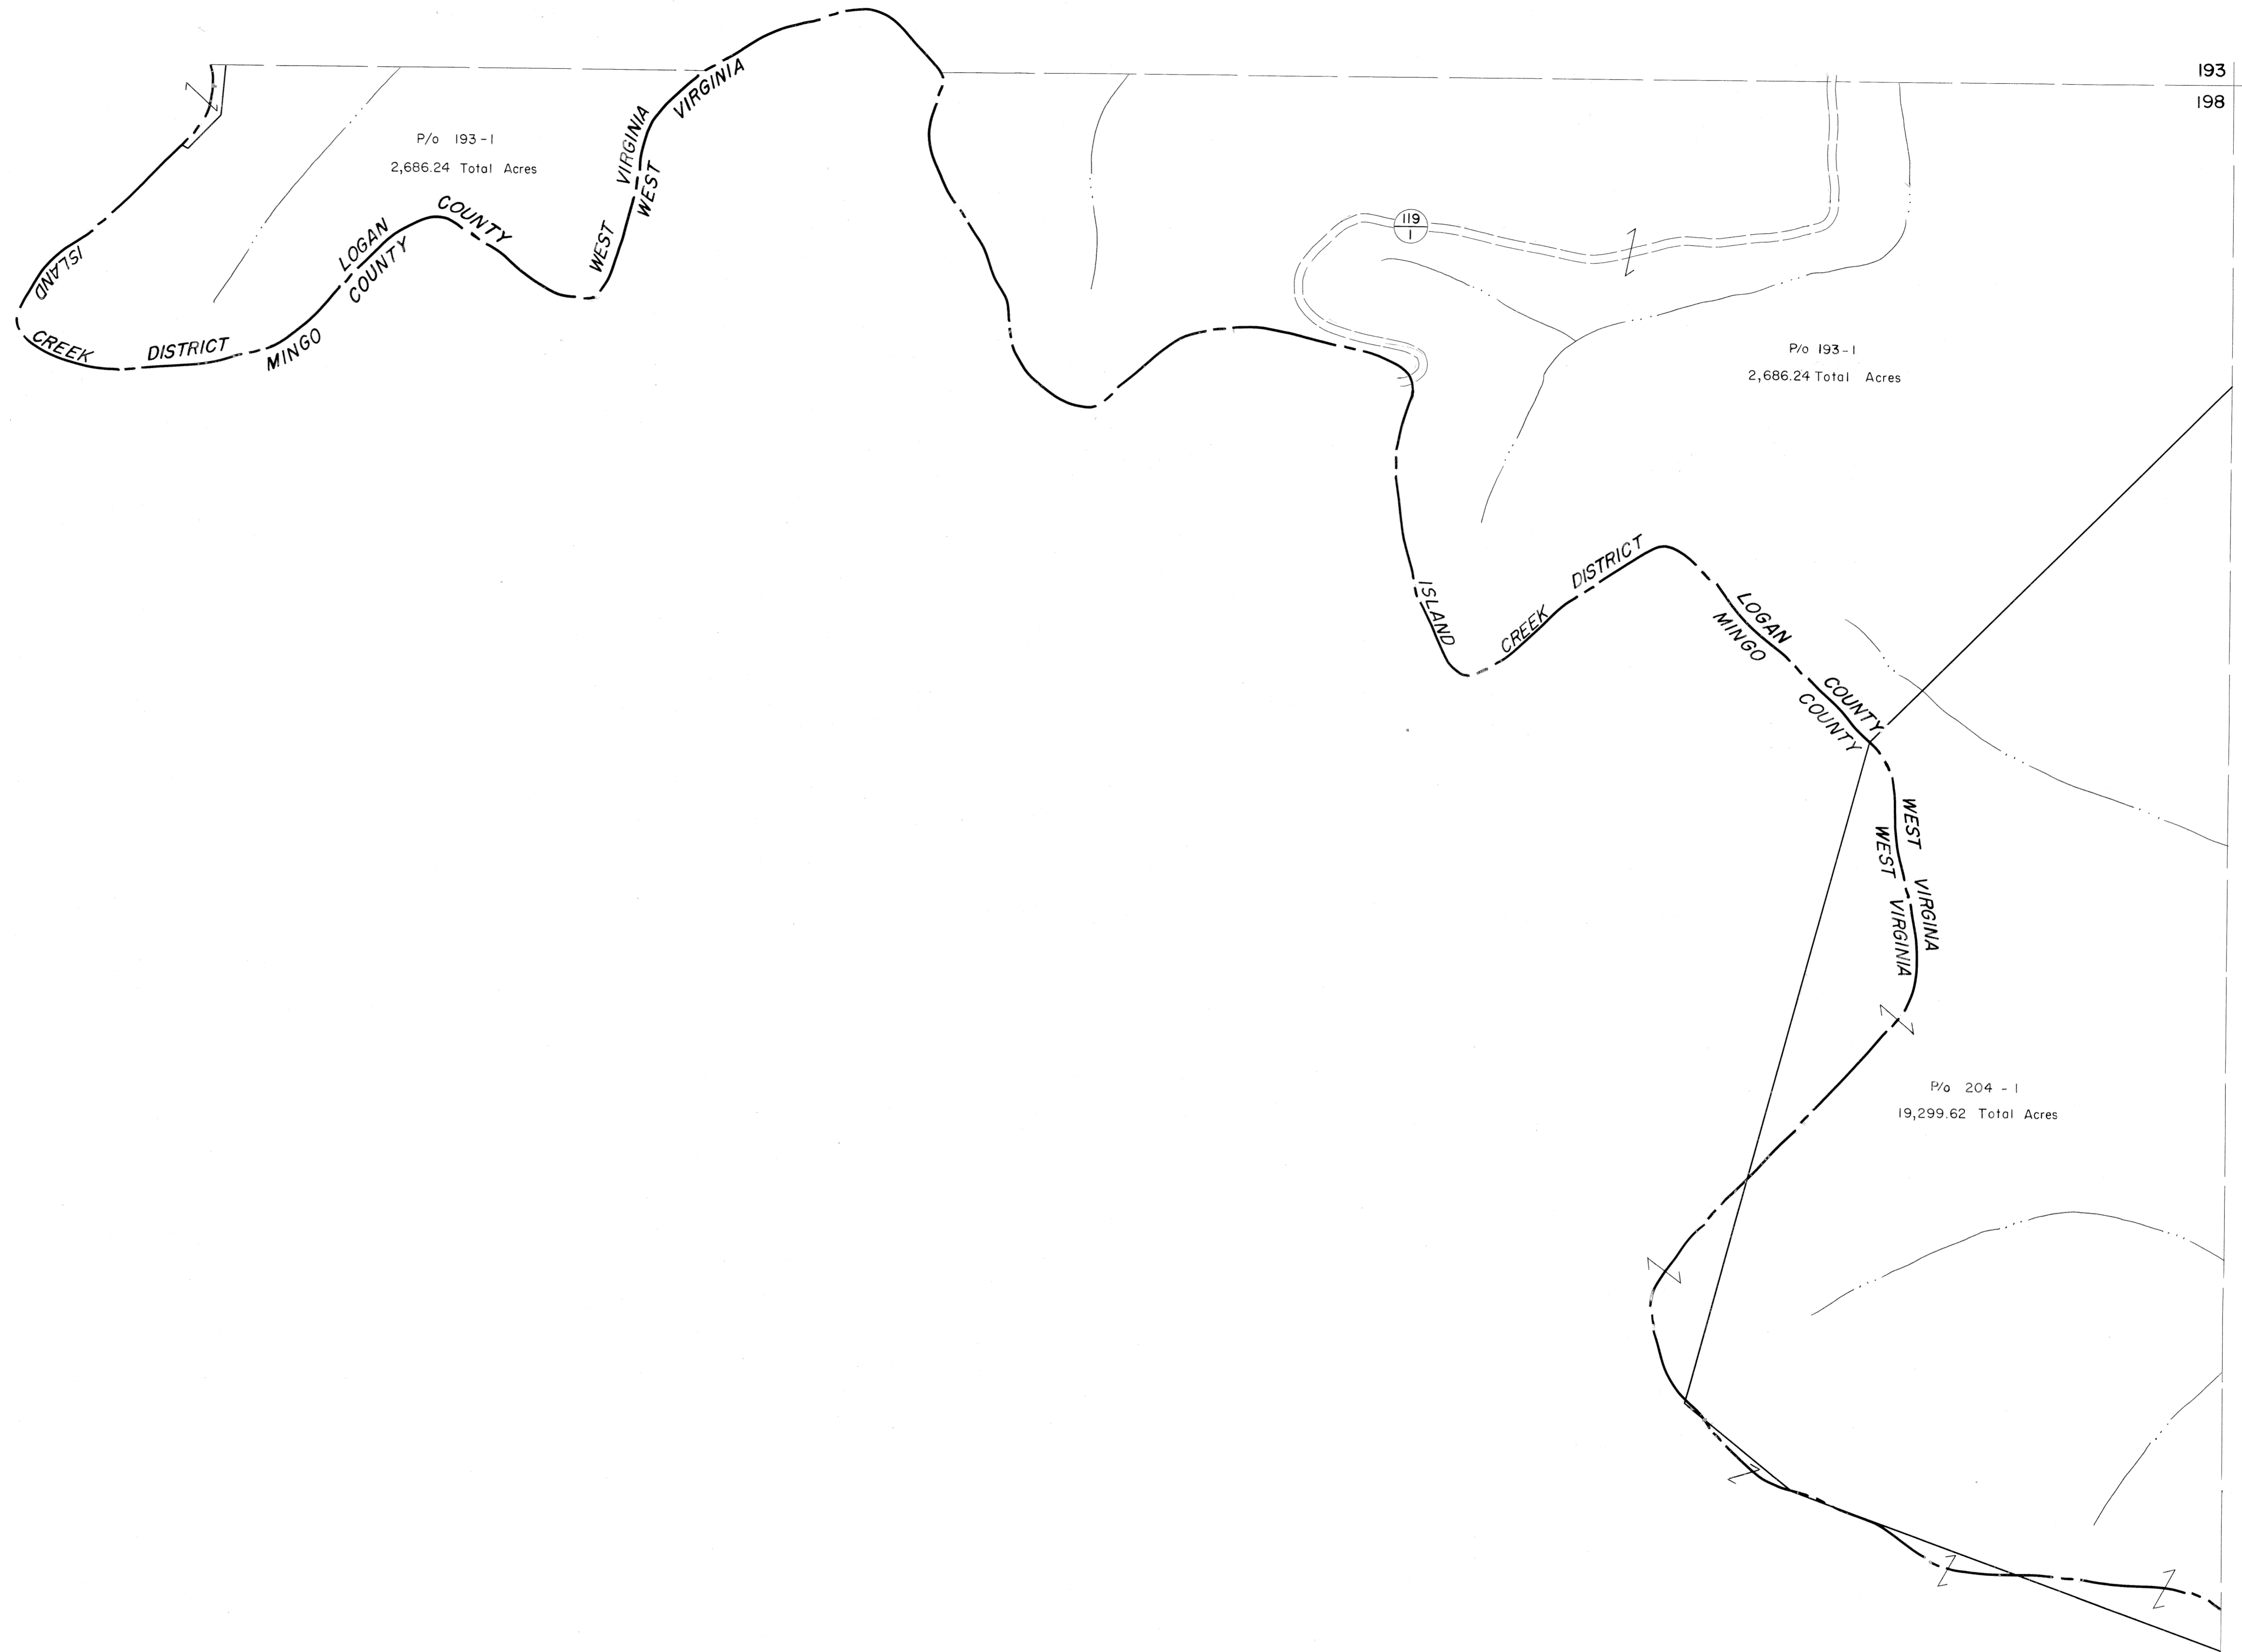 193
198
P/o 193-1
2,686.24 Total Acres
WEST VIRGINIA
WEST VIRGINIA
LOGAN COUNTY
MINGO COUNTY
ISLAND CREEK DISTRICT
119
1
P/o 193-1
2,686.24 Total Acres
ISLAND CREEK DISTRICT
LOGAN COUNTY
MINGO COUNTY
WEST VIRGINA
WEST VIRGINIA
P/o 204-1
19,299.62 Total Acres